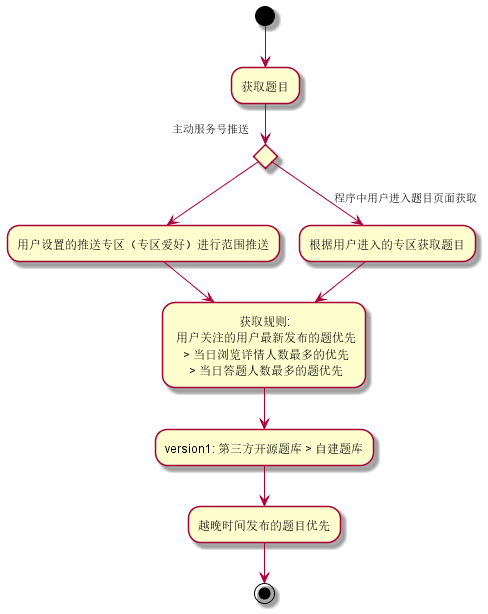 获取题目
主动服务号推送
程序中用户进入题目页面获取
用户设置的推送专区（专区爱好）进行范围推送
根据用户进入的专区获取题目
获取规则:
用户关注的用户最新发布的题优先
> 当日浏览详情人数最多的优先
> 当日答题人数最多的题优先
version1: 第三方开源题库 > 自建题库
越晚时间发布的题目优先